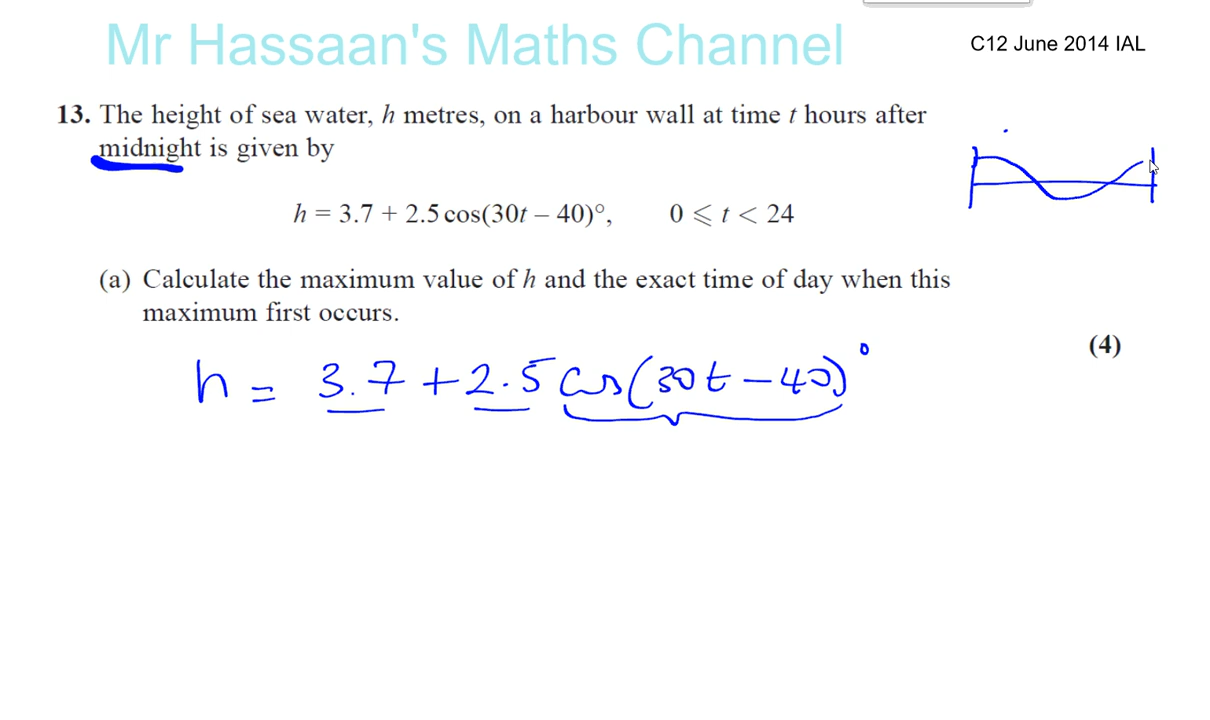 Mr Hassaan's Maths Channel
C12 June 2014 IAL
13. The height of sea water, h metres, on a harbour wall at time t hours after
midnight is given by
h = 3.7 + 2.5 cos(30t – 40)°, 0 ⩽ t < 24
(a) Calculate the maximum value of h and the exact time of day when this
maximum first occurs.
(4)
h = 3.7 + 2.5 cos(30t – 40)°